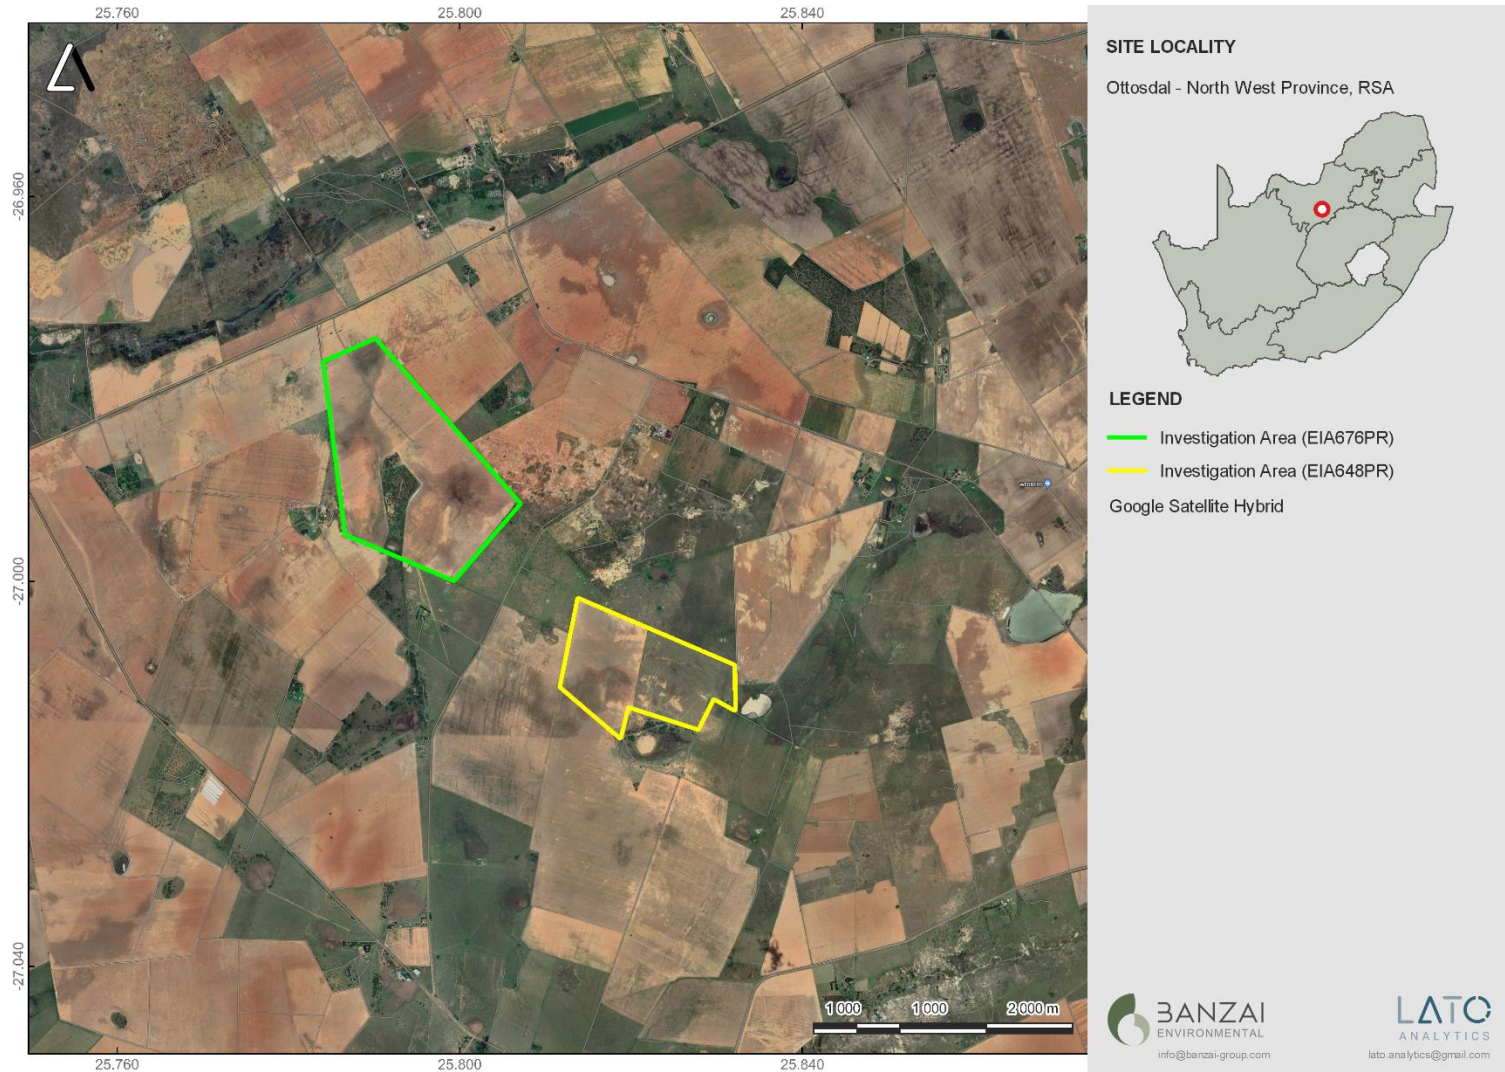 25.760 25.800 25.840
SITE LOCALITY
Ottosdal - North West Province, RSA
-26.960
-27.000
-27.040
LEGEND
Investigation Area (EIA676PR)
Investigation Area (EIA648PR)
Google Satellite Hybrid
1 000 1 000 2 000 m
25.760 25.800 25.840
BANZAI
ENVIRONMENTAL
info@banzai-group.com
LATO
ANALYTICS
lato.analytics@gmail.com